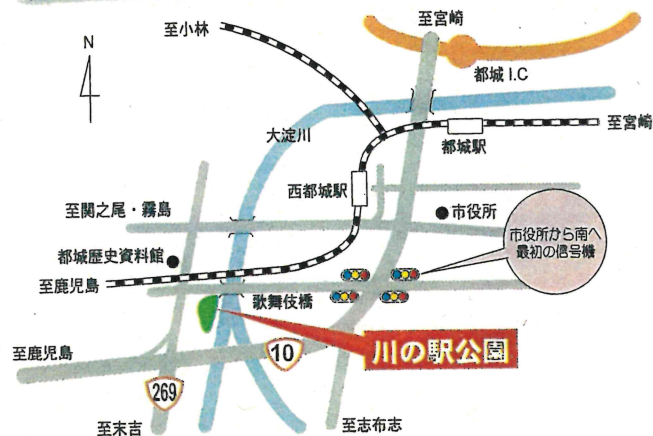 至宮崎
至小林
N
都城 I.C
大淀川
至宮崎
都城駅
西都城駅
至関之尾・霧島
市役所
市役所から南へ
最初の信号機
都城歴史資料館
至鹿児島
歌舞伎橋
川の駅公園
至鹿児島
10
269
至末吉
至志布志